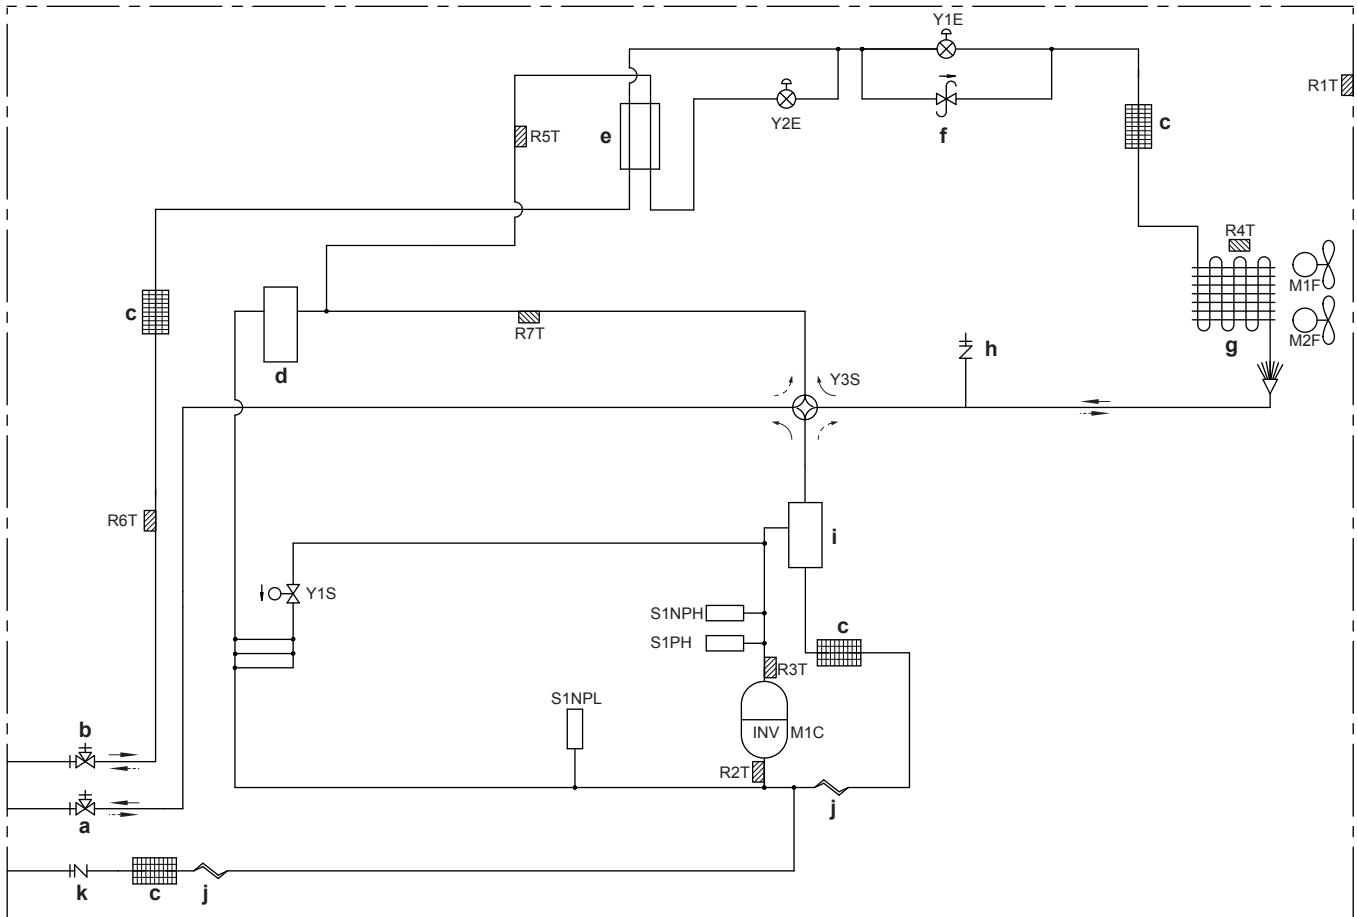 Y1E
R1T
Y2E
f
c
R5T
e
R4T
M1F
c
R7T
M2F
g
h
d
Y3S
R6T
i
Y1S
S1NPH
c
S1PH
R3T
S1NPL
b
INV
M1C
R2T
a
j
k
c
j